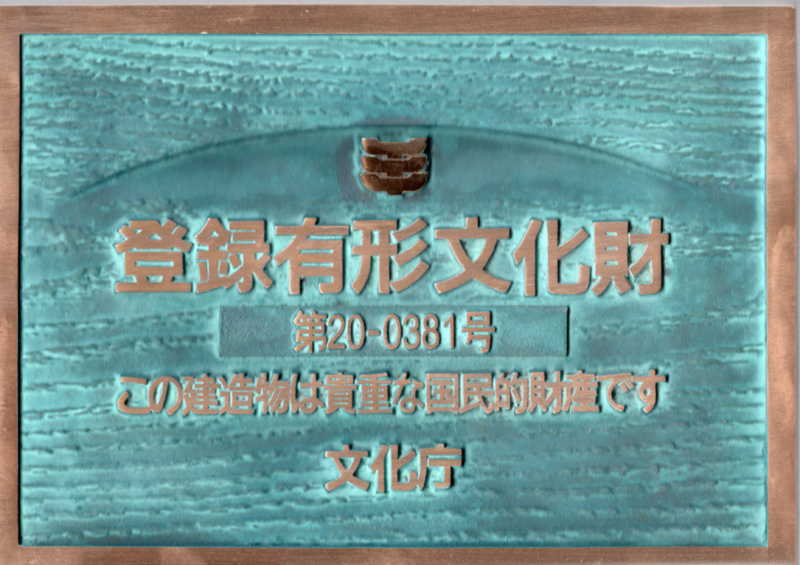 登録有形文化財
第20-0381号
この建造物は貴重な国民的財産です
文化庁